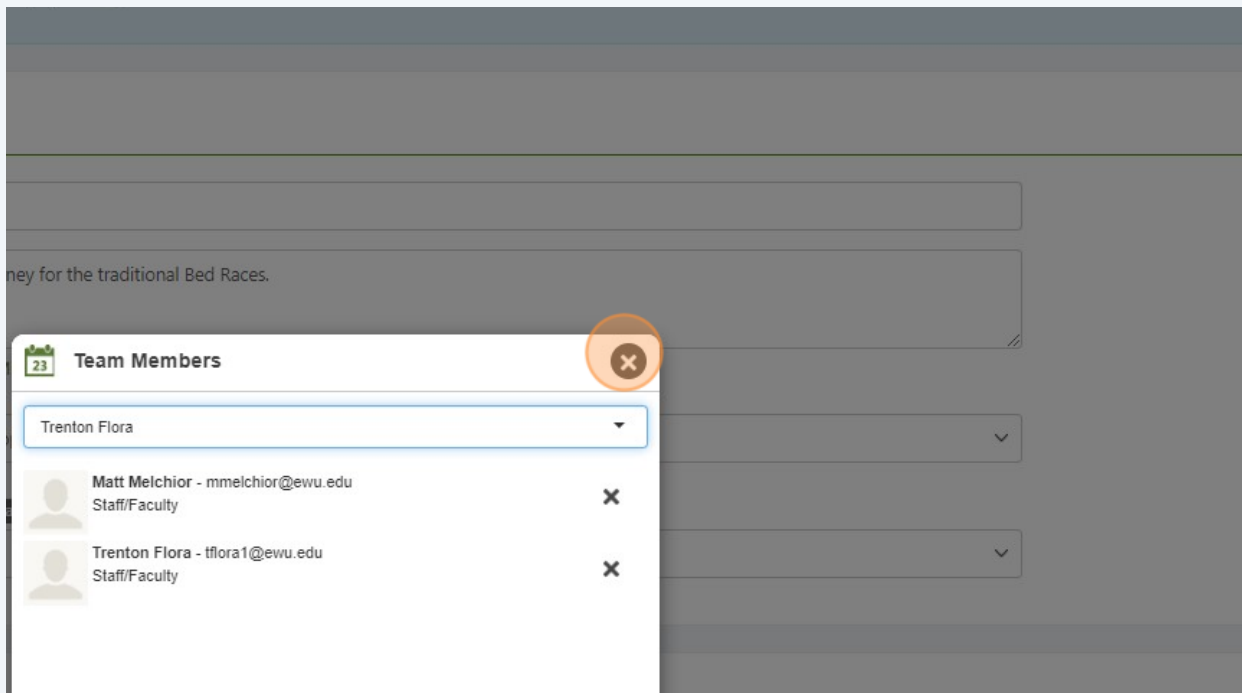 ney for the traditional Bed Races.
23
Team Members
Trenton Flora
Matt Melchior - mmelchior@ewu.edu
Staff/Faculty
Trenton Flora - tflora1@ewu.edu
Staff/Faculty